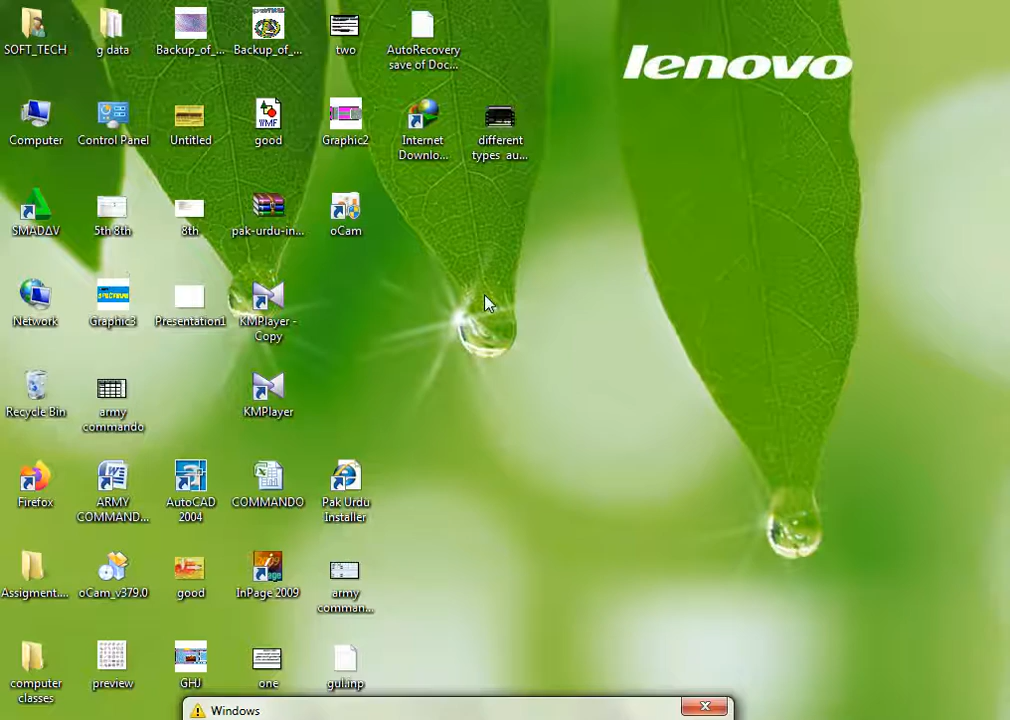 lenovo
SOFT_TECH
g data
Backup_of_...
Backup_of_...
two
AutoRecovery
save of Doc...
Computer
Control Panel
Untitled
good
Graphic2
Internet
Downlo...
different
types au...
SMADΔV
5th 8th
8th
pak-urdu-in...
oCam
Network
Graphic3
Presentation1
KMPlayer -
Copy
Recycle Bin
army
commando
KMPlayer
Firefox
ARMY
COMMAND...
AutoCAD
2004
COMMANDO
Pak Urdu
Installer
Assigment....
oCam_v379.0
good
InPage 2009
army
comman...
computer
classes
preview
GHJ
one
gul.inp
Windows